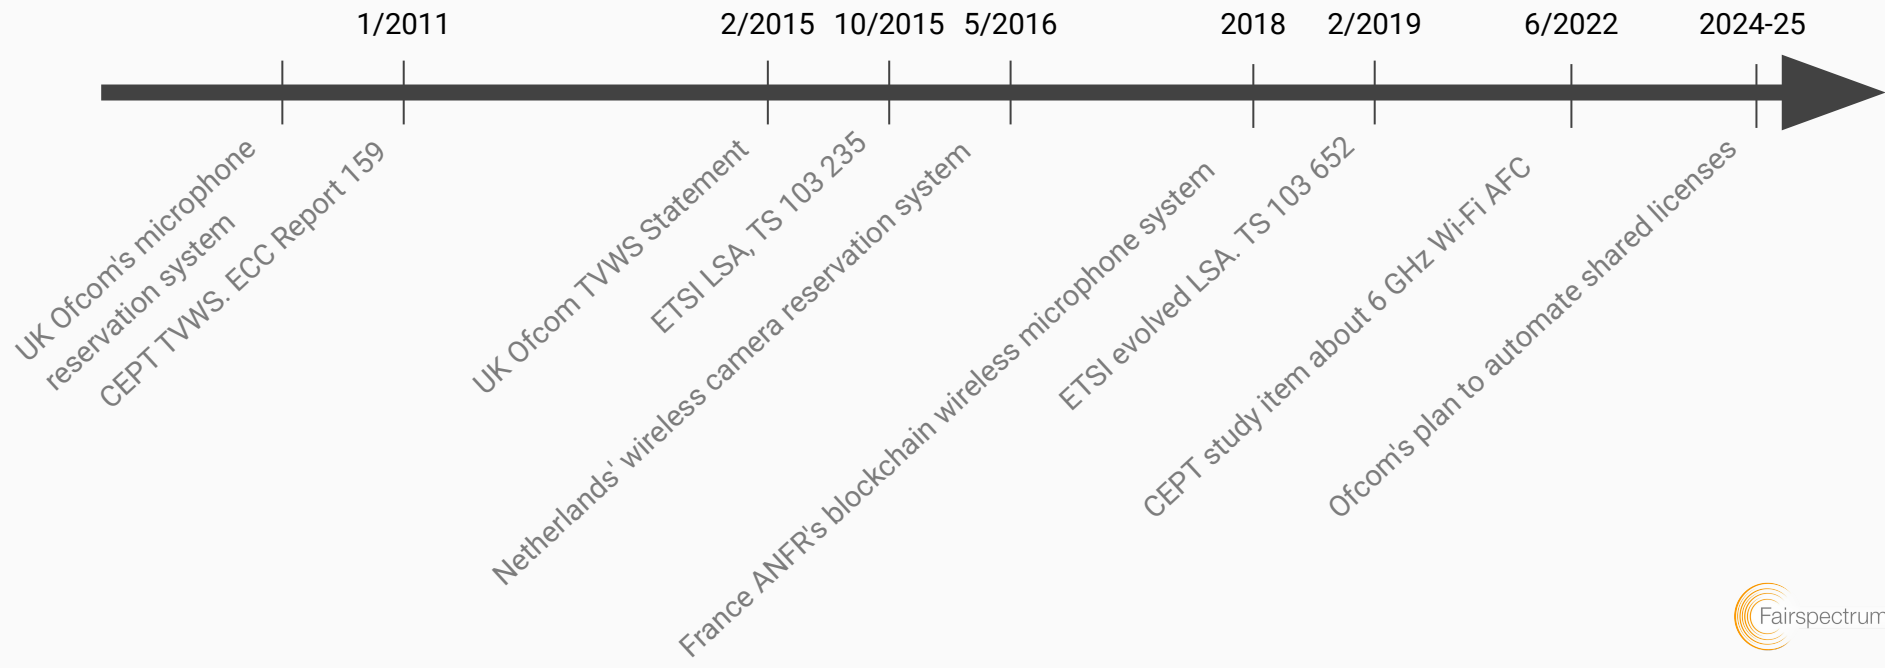 1/2011
2/2015
10/2015
5/2016
2018
2/2019
6/2022
2024-25
UK Ofcom's microphone
reservation system
CEPT TVWS. ECC Report 159
UK Ofcom TVWS Statement
ETSI LSA, TS 103 235
Netherlands' wireless camera reservation system
France ANFR's blockchain wireless microphone system
ETSI evolved LSA. TS 103 652
CEPT study item about 6 GHz Wi-Fi AFC
Ofcom's plan to automate shared licenses
Fairspectrum